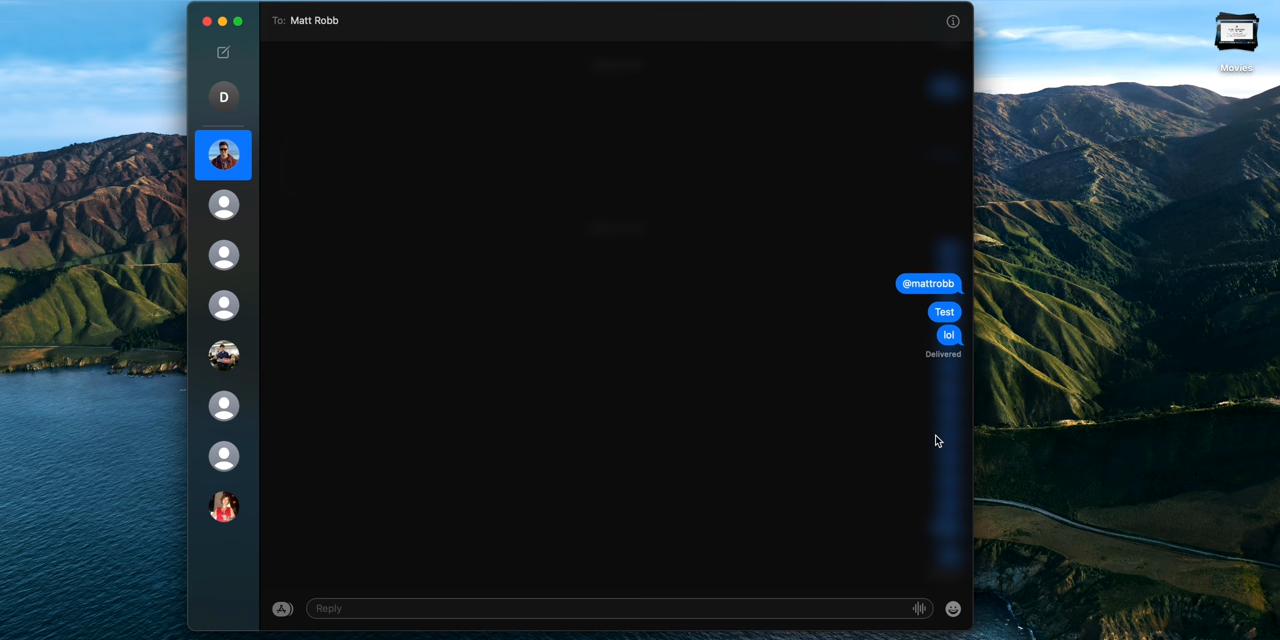 To: Matt Robb
Movies
D
@mattrobb
Test
lol
Delivered
Reply